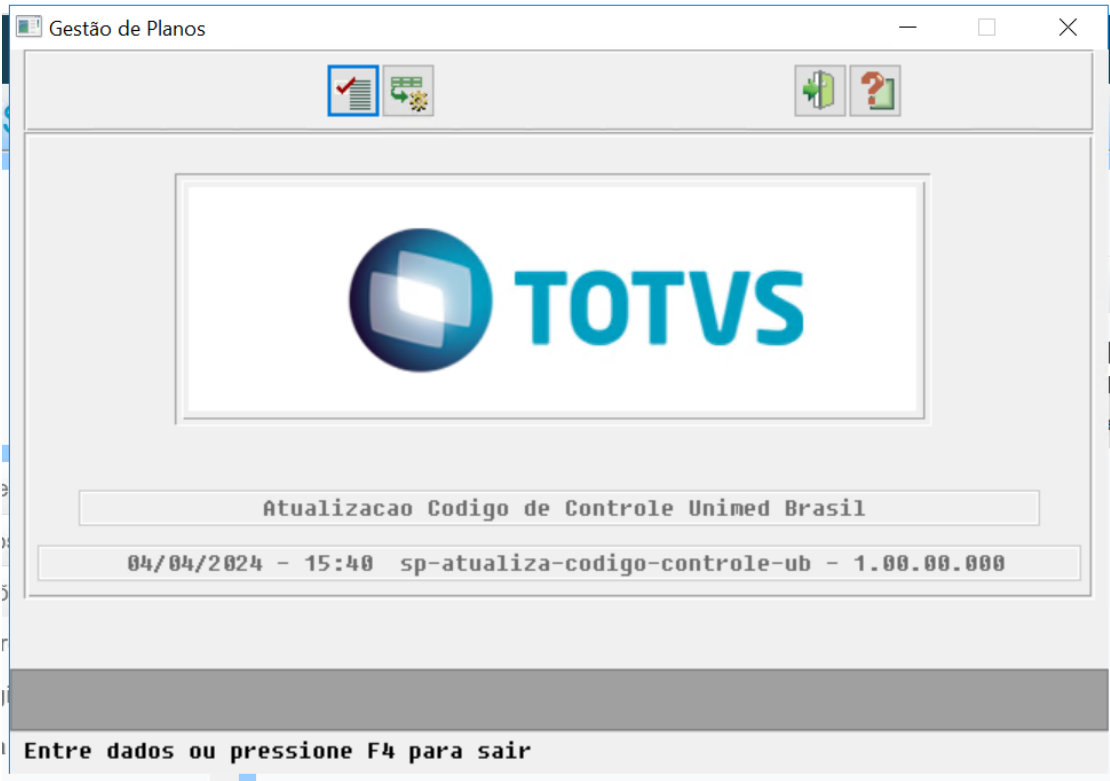 Gestão de Planos
TOTVS
Atualizacao Codigo de Controle Unimed Brasil
04/04/2024 - 15:40 sp-atualiza-codigo-controle-ub - 1.00.00.000
Entre dados ou pressione F4 para sair